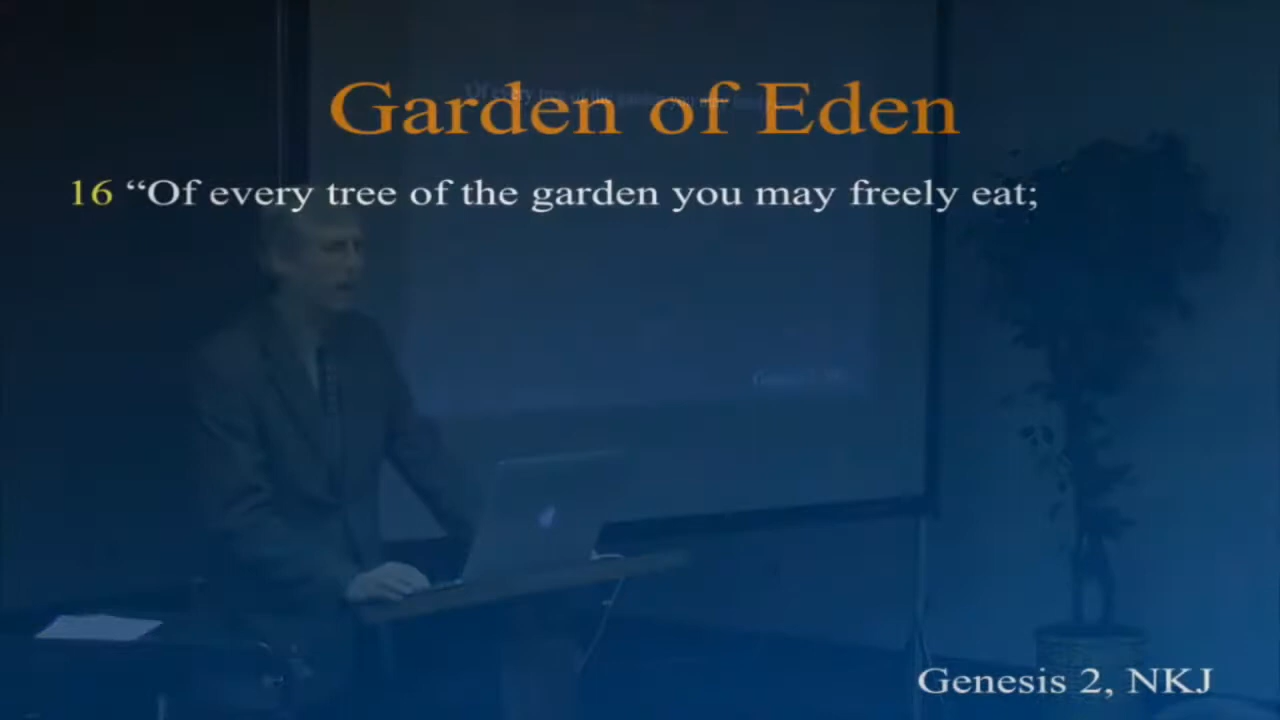 Garden of Eden
16 “Of every tree of the garden you may freely eat;
Genesis 2, NKJ